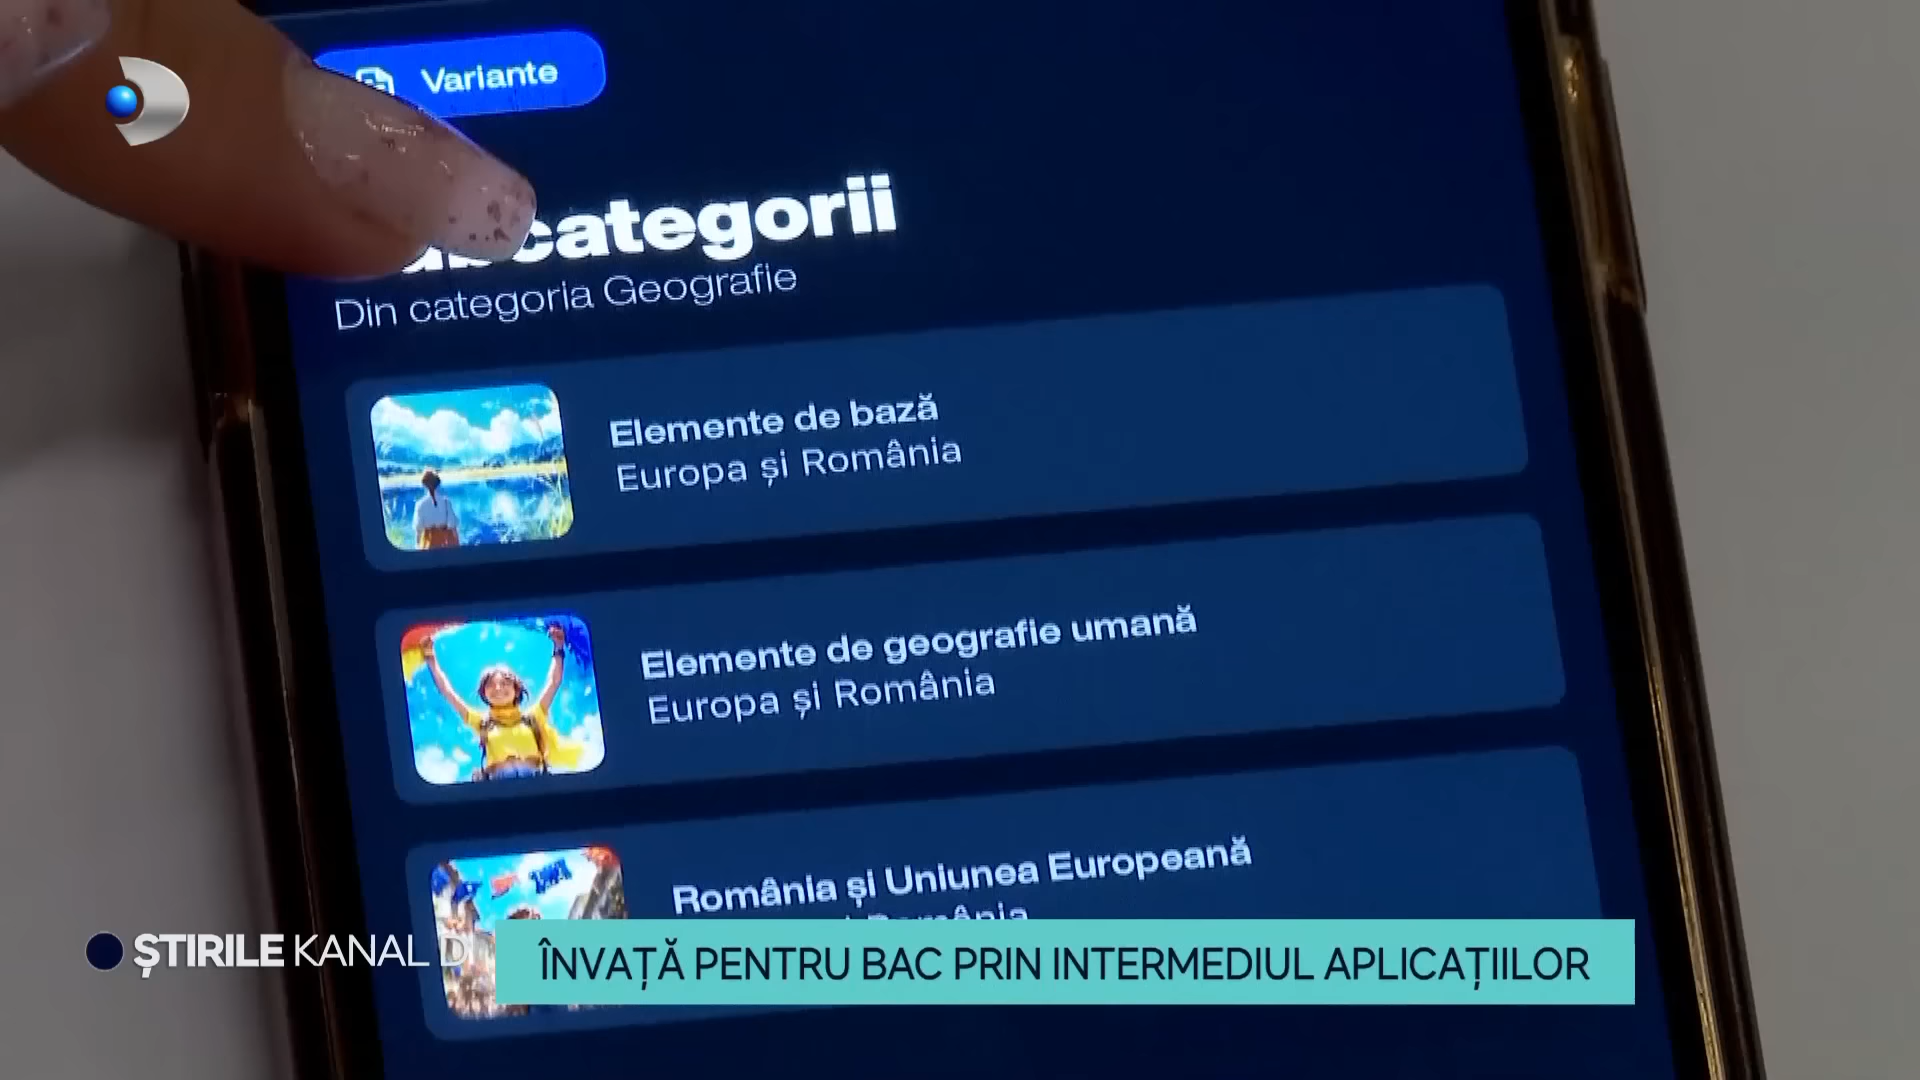 Variante
categorii
Din categoria Geografie
Elemente de bază
Europa și România
Elemente de geografie umană
Europa și România
România și Uniunea Europeană
România
ȘTIRILE KANAL D
ÎNVAȚĂ PENTRU BAC PRIN INTERMEDIUL APLICAȚIILOR